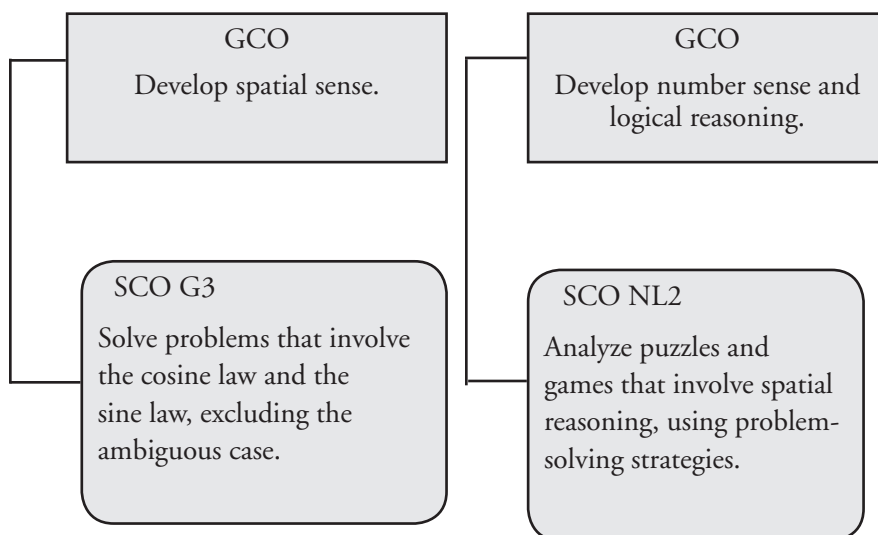 GCO
Develop spatial sense.
GCO
Develop number sense and
logical reasoning.
SCO G3
Solve problems that involve
the cosine law and the
sine law, excluding the
ambiguous case.
SCO NL2
Analyze puzzles and
games that involve spatial
reasoning, using problem-
solving strategies.